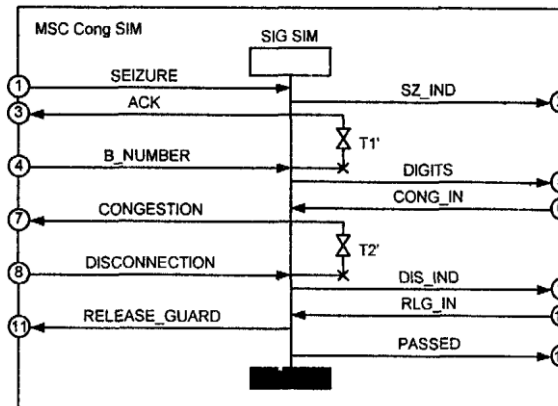 MSC Cong SIM
SIG SIM
1 SEIZURE
SZ_IND
3 ACK
T1'
4 B_NUMBER
DIGITS
CONG_IN
7 CONGESTION
T2'
8 DISCONNECTION
DIS_IND
RLG_IN
11 RELEASE_GUARD
PASSED